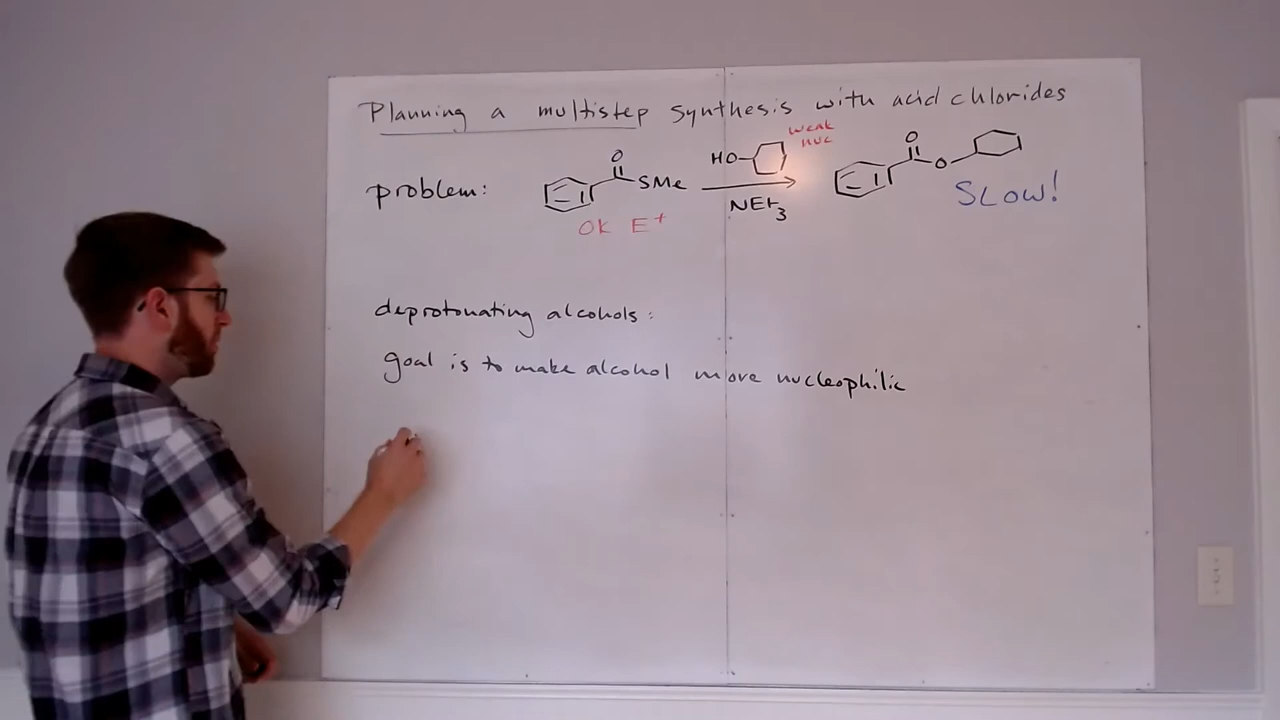 Planning a multistep synthesis with acid chlorides
problem:
O
SMe
OK E+
HO
weak
nuc
NEt3
O
O
SLOW!
deprotonating alcohols:
goal is to make alcohol more nucleophilic